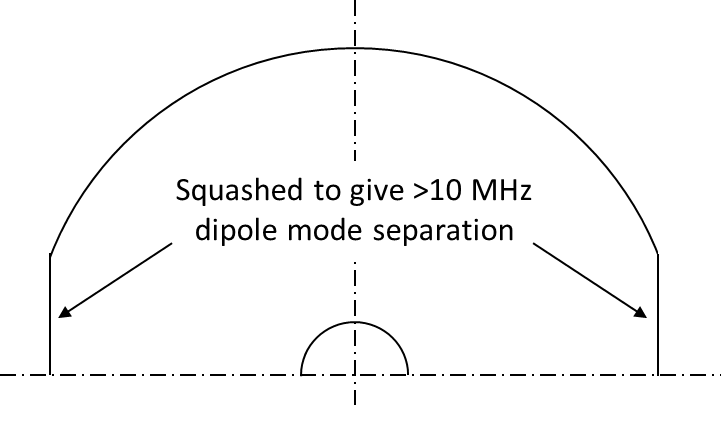 Squashed to give >10 MHz
dipole mode separation